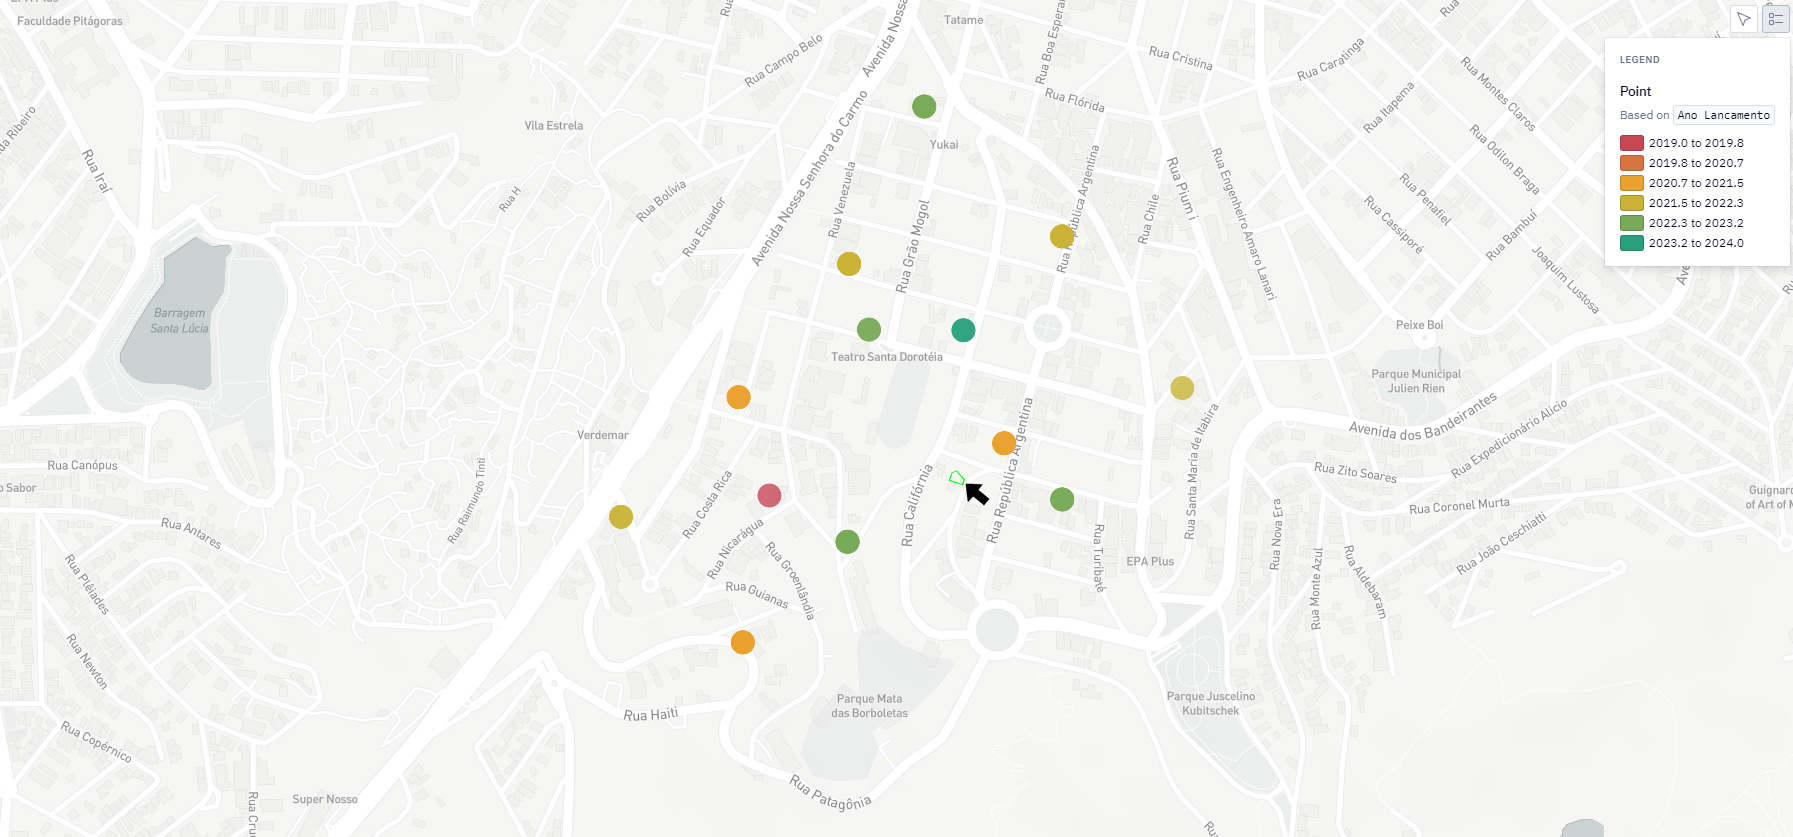 Faculdade Pitágoras
Tatame
Rua Campo Belo
Avenida Nossa
Rua Boa Esperan
Rua Cristina
Rua Caratinga
Rua Montes Claros
LEGEND
Point
Based on Ano Lancamento
2019.0 to 2019.8
2019.8 to 2020.7
2020.7 to 2021.5
2021.5 to 2022.3
2022.3 to 2023.2
2023.2 to 2024.0
Rua Flórida
Rua Itapema
Vila Estrela
Yukai
Avenida Nossa Senhora do Carmo
da Ribeiro
Rua Iraí
Rua H
Rua Bolívia
Rua Equador
Rua Venezuela
Rua Grão Mogol
Rua República Argentina
Rua Chile
Rua Pium i
Rua Engenheiro Amaro Lanari
Rua Odilon Braga
Rua Penafiel
Rua Cassiporé
Rua Bambuí
Joaquim Lustosa
Barragem
Santa Lúcia
Peixe Boi
Teatro Santa Dorotéia
Parque Municipal
Julien Rien
Verdemar
Rua República Argentina
Rua Santa Maria de Itabira
Avenida dos Bandeirantes
Rua Expedicionário Alicio
Rua Canópus
o Sabor
Rua Raimundo Tinti
Rua Costa Rica
Rua Califórnia
Rua Zito Soares
Rua Coronel Murta
Guignard
of Art of M
Rua Antares
Rua Nicarágua
Rua Groenlândia
Rua Turibaté
EPA Plus
Rua Nova Era
Rua João Ceschiatti
Rua Plêiades
Rua Guianas
Rua Monte Azul
Rua Aldebaram
Rua Newton
Parque Mata
das Borboletas
Parque Juscelino
Kubitschek
Rua Haiti
Rua Copérnico
Rua Patagônia
Super Nosso
Rua Cru
Rua